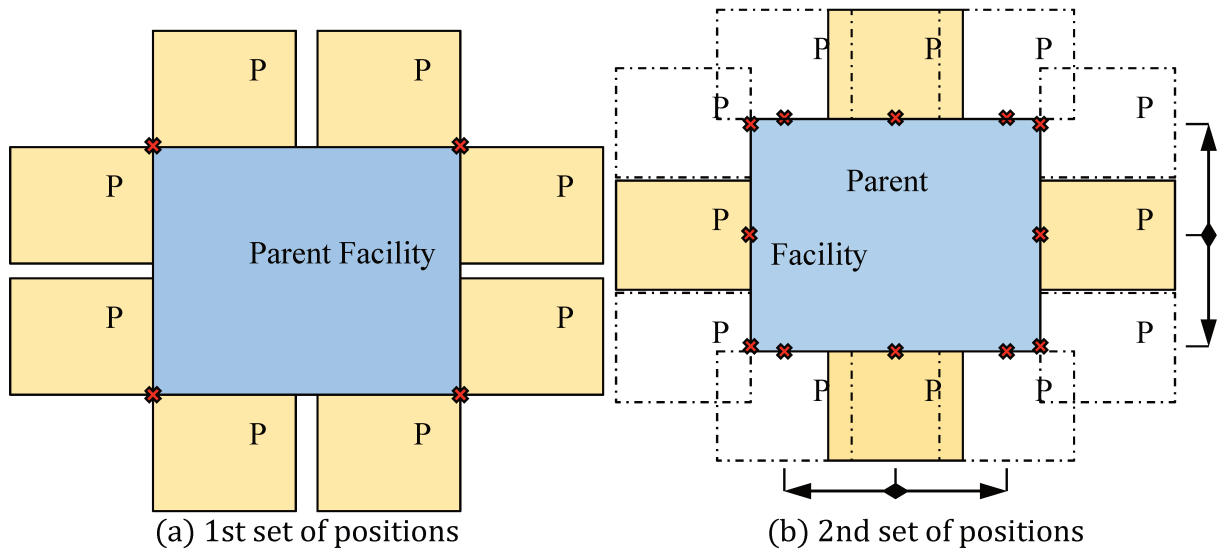 P P
P P
Parent Facility
P P
P P
(a) 1st set of positions
P P P
P P
Parent
P P
Facility
P P
P P P
(b) 2nd set of positions